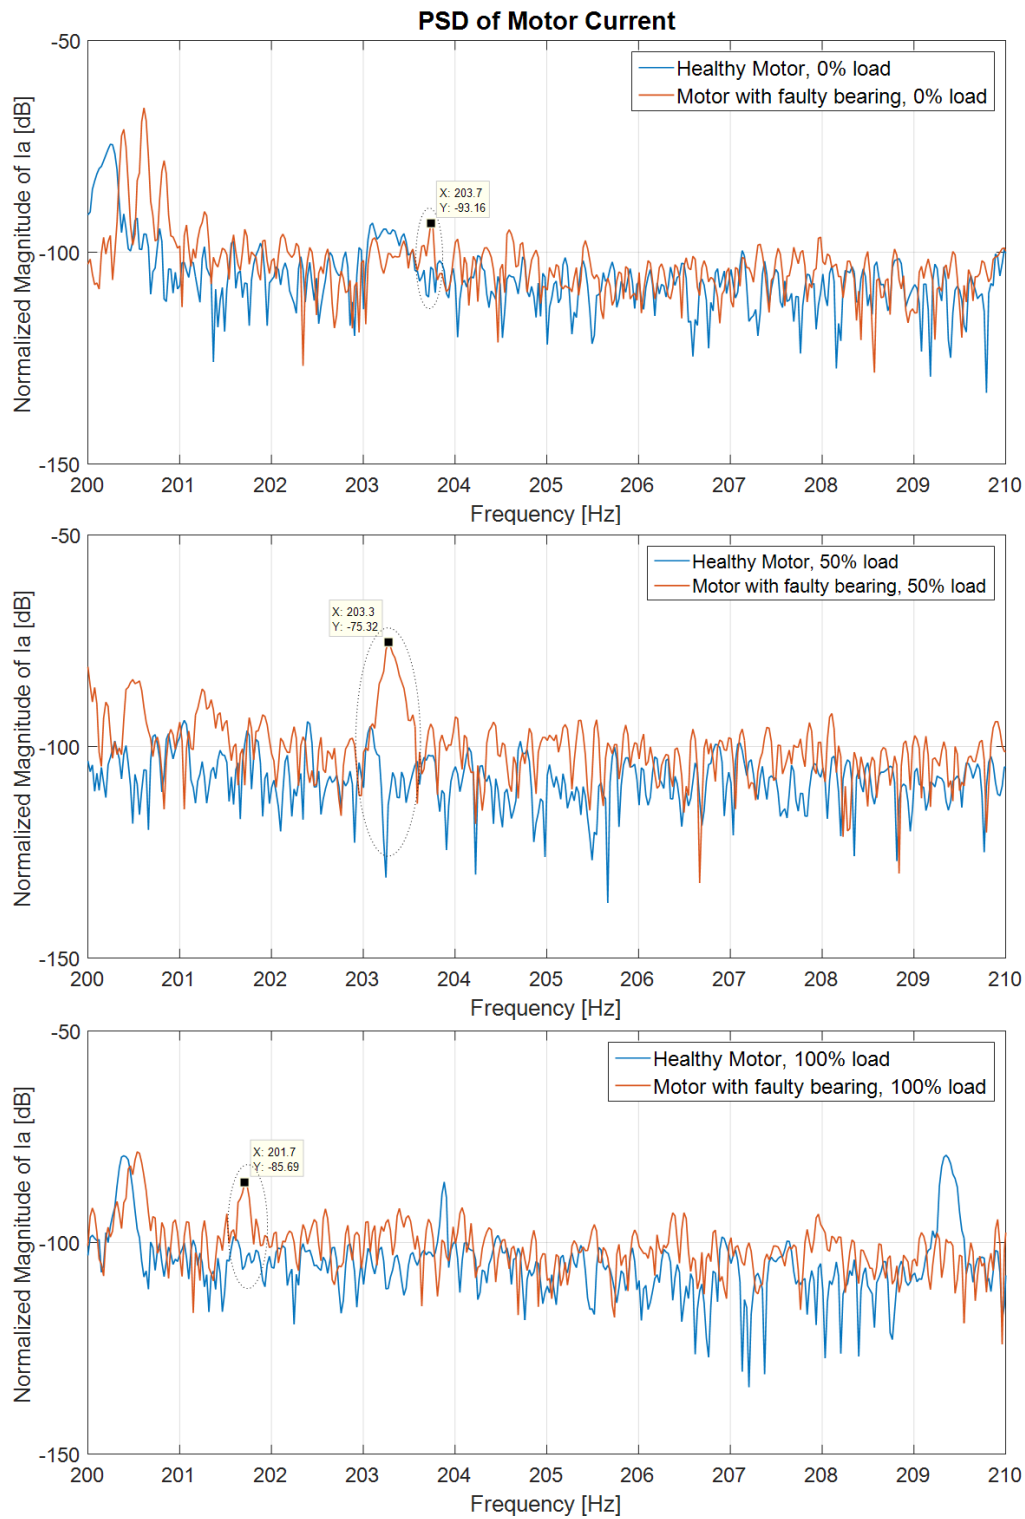 PSD of Motor Current
Healthy Motor, 0% load
Motor with faulty bearing, 0% load
X: 203.7
Y: -93.16
Normalized Magnitude of Ia [dB]
-50
-100
-150
200 201 202 203 204 205 206 207 208 209 210
Frequency [Hz]
Healthy Motor, 50% load
Motor with faulty bearing, 50% load
X: 203.3
Y: -75.32
Normalized Magnitude of Ia [dB]
-50
-100
-150
200 201 202 203 204 205 206 207 208 209 210
Frequency [Hz]
Healthy Motor, 100% load
Motor with faulty bearing, 100% load
X: 201.7
Y: -85.69
Normalized Magnitude of Ia [dB]
-50
-100
-150
200 201 202 203 204 205 206 207 208 209 210
Frequency [Hz]